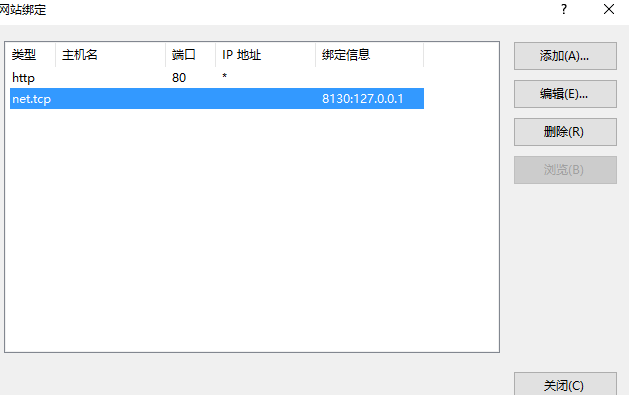 网站绑定
?
类型 主机名 端口 IP 地址 绑定信息
http 80 *
net.tcp 8130:127.0.0.1
添加(A)...
编辑(E)...
删除(R)
浏览(B)
关闭(C)